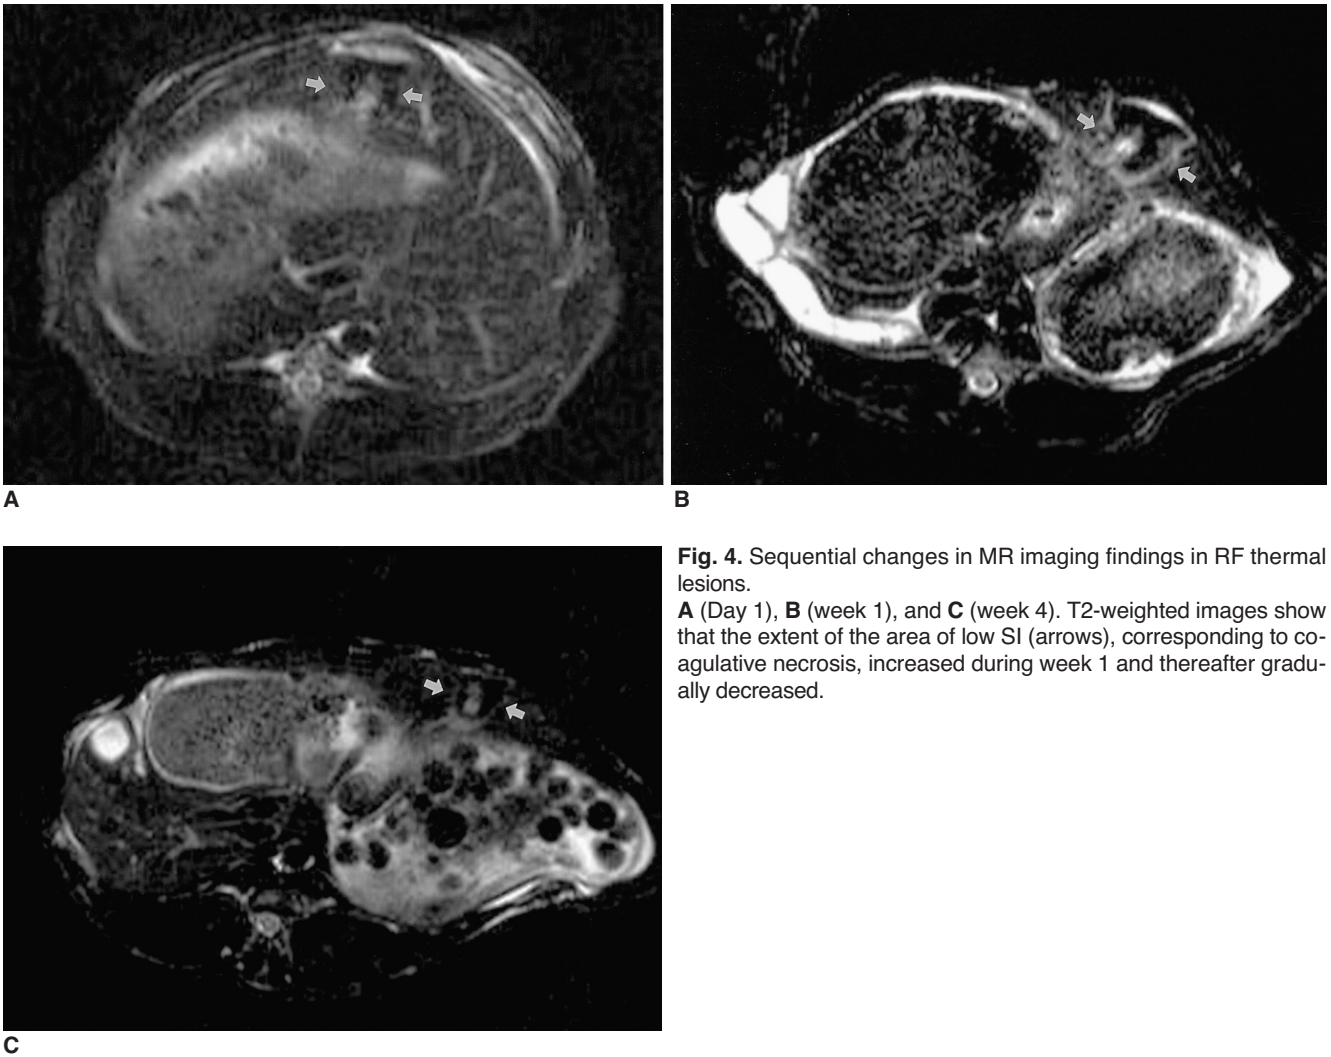 A
B
C
Fig. 4. Sequential changes in MR imaging findings in RF thermal
lesions.
A (Day 1), B (week 1), and C (week 4). T2-weighted images show
that the extent of the area of low SI (arrows), corresponding to co-
agulative necrosis, increased during week 1 and thereafter gradu-
ally decreased.